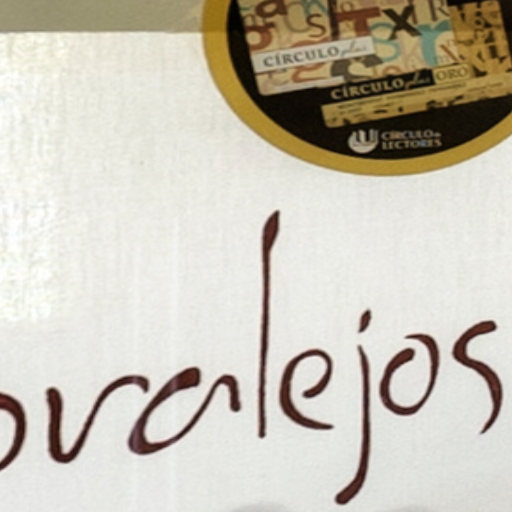 CÍRCULO plus
CÍRCULO plus ORO
CÍRCULO de
LECTORES
ovalejos